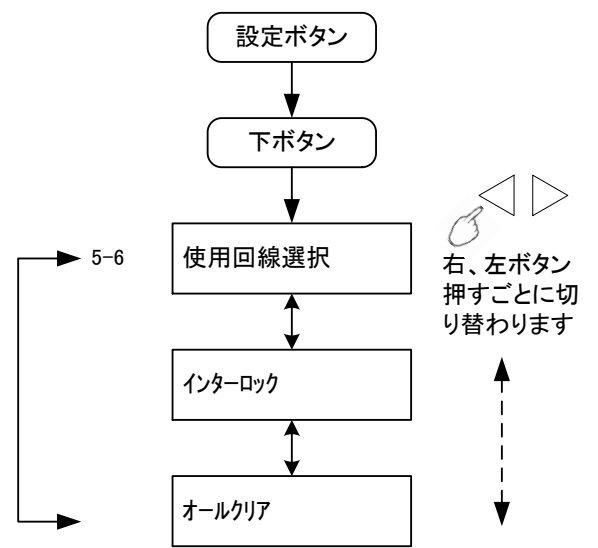 設定ボタン
下ボタン
5-6
使用回線選択
右、左ボタン
押すごとに切
り替わります
インターロック
オールクリア